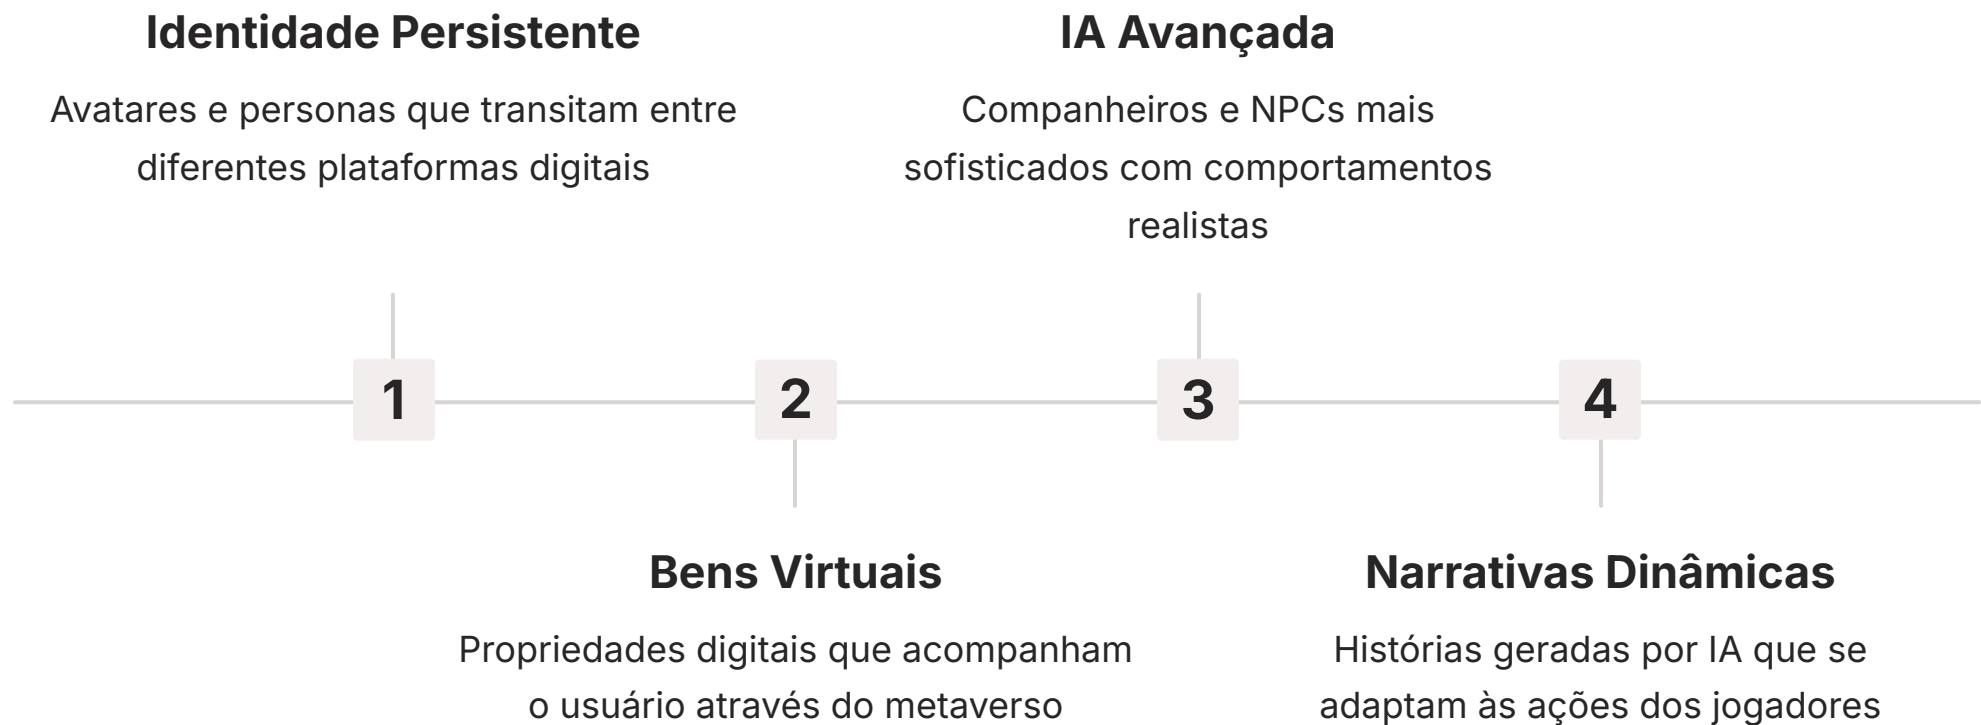 Identidade Persistente
Avatares e personas que transitam entre
diferentes plataformas digitais
IA Avançada
Companheiros e NPCs mais
sofisticados com comportamentos
realistas
1
2
3
4
Bens Virtuais
Propriedades digitais que acompanham
o usuário através do metaverso
Narrativas Dinâmicas
Histórias geradas por IA que se
adaptam às ações dos jogadores